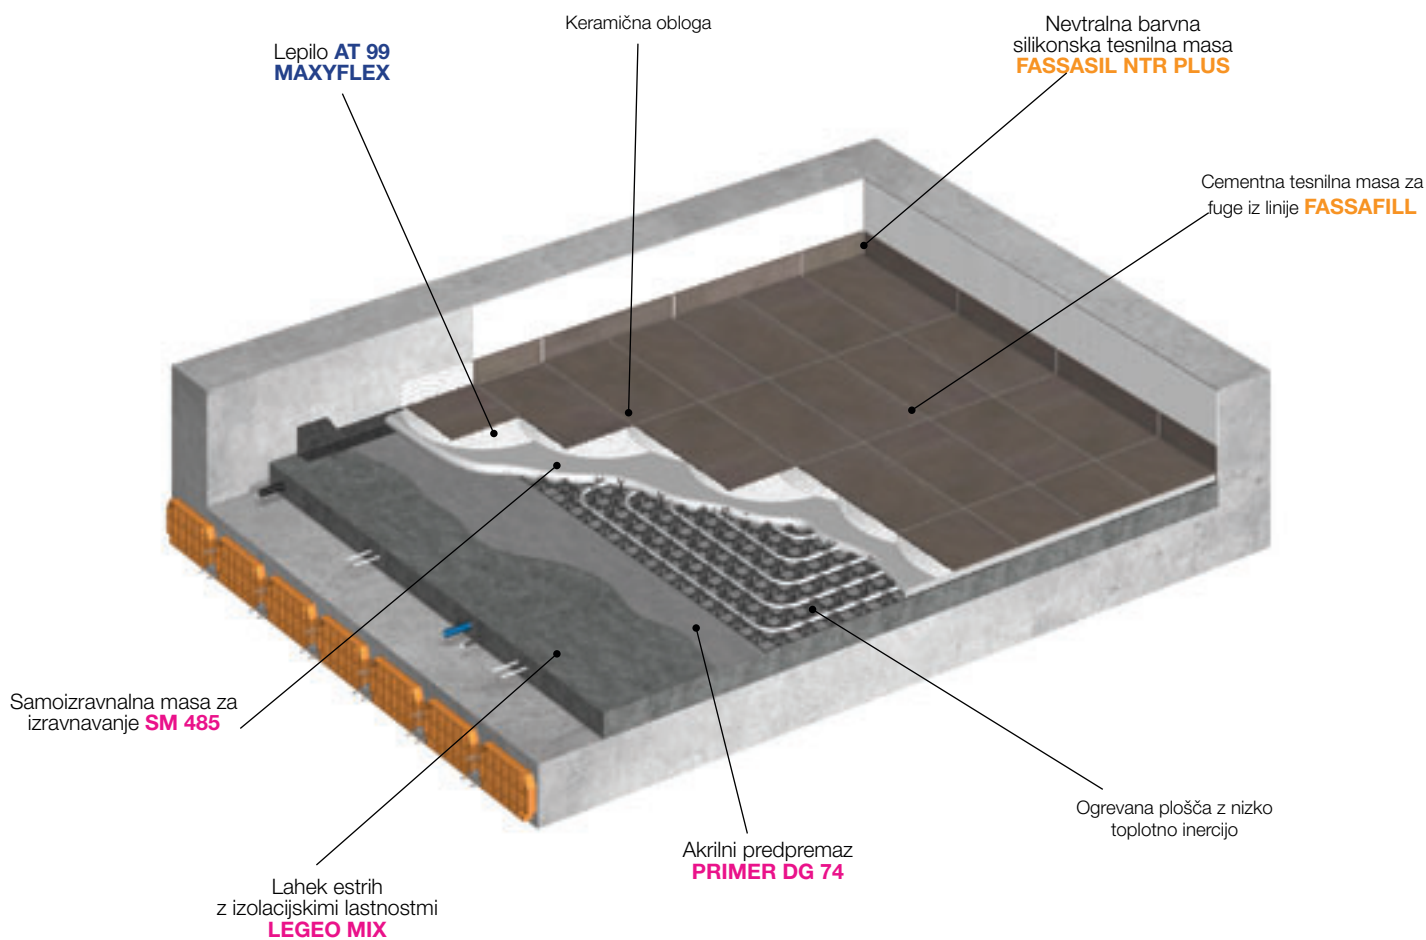 Keramična obloga
Nevtralna barvna
silikonska tesnilna masa
FASSASIL NTR PLUS
Lepilo AT 99
MAXYFLEX
Cementna tesnilna masa za
fuge iz linije FASSAFILL
Samoizravnalna masa za
izravnavanje SM 485
Ogrevana plošča z nizko
toplotno inercijo
Akrilni predpremaz
PRIMER DG 74
Lahek estrih
z izolacijskimi lastnostmi
LEGEO MIX